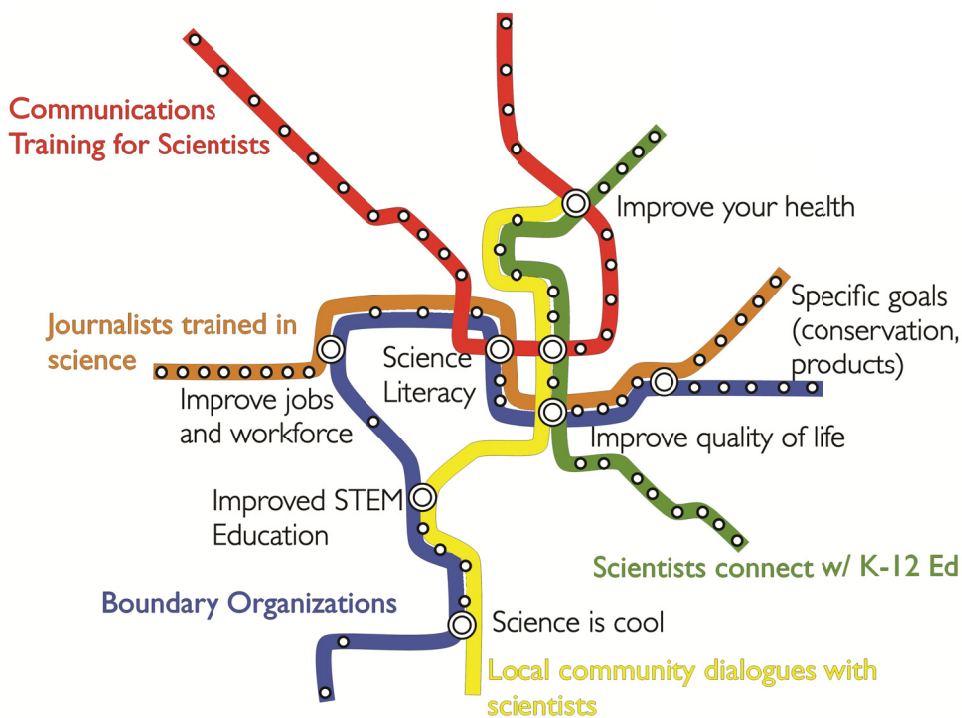 Communications
Training for Scientists
Improve your health
Journalists trained in
science
Specific goals
(conservation,
products)
Science
Literacy
Improve jobs
and workforce
Improve quality of life
Improved STEM
Education
Scientists connect w/ K-12 Ed
Boundary Organizations
Science is cool
Local community dialogues with
scientists